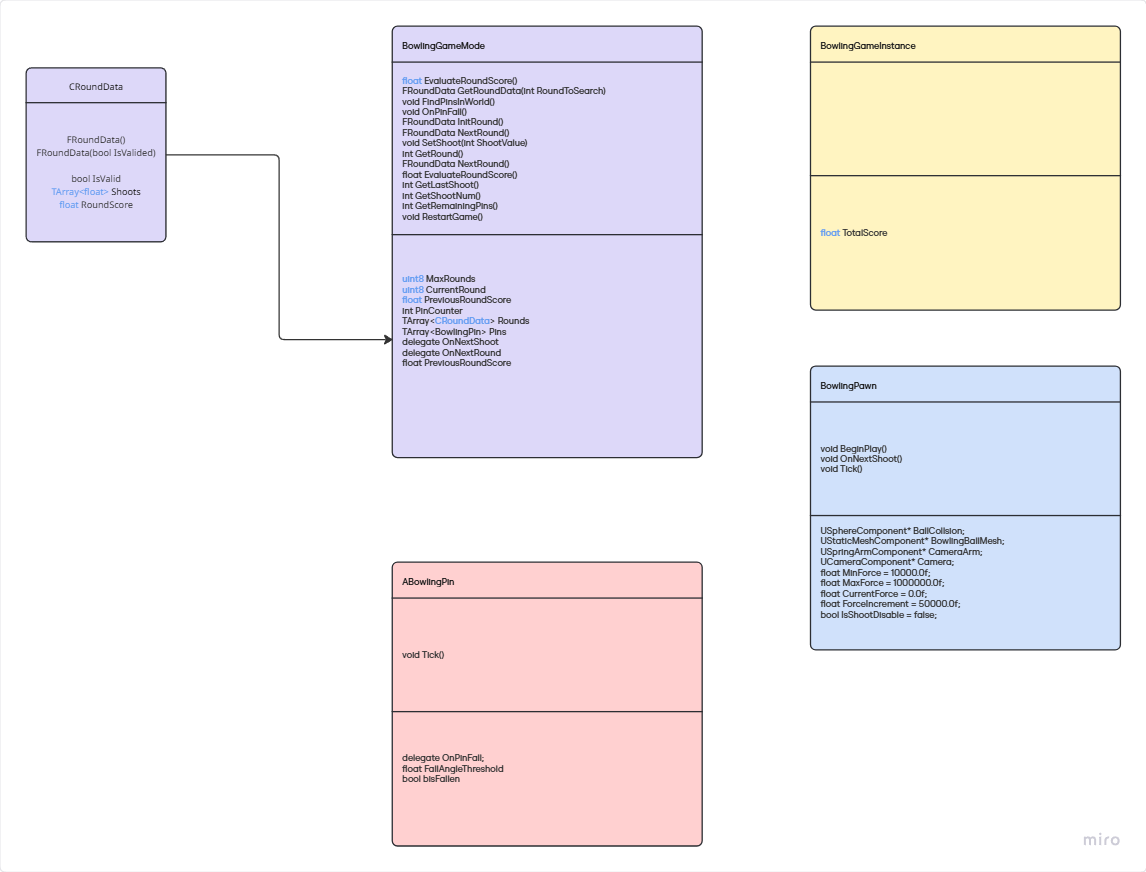 CRoundData
FRoundData()
FRoundData(bool IsValided)
bool IsValid
TArray<float> Shoots
float RoundScore
BowlingGameMode
float EvaluateRoundScore()
FRoundData GetRoundData(int RoundToSearch)
void FindPinsInWorld()
void OnPinFall()
FRoundData InitRound()
FRoundData NextRound()
void SetShoot(int ShootValue)
int GetRound()
FRoundData NextRound()
float EvaluateRoundScore()
int GetLastShoot()
int GetShootNum()
int GetRemainingPins()
void RestartGame()
uint8 MaxRounds
uint8 CurrentRound
float PreviousRoundScore
int PinCounter
TArray<CRoundData> Rounds
TArray<BowlingPin> Pins
delegate OnNextShoot
delegate OnNextRound
float PreviousRoundScore
BowlingGameInstance
float TotalScore
BowlingPawn
void BeginPlay()
void OnNextShoot()
void Tick()
USphereComponent* BallCollsion;
UStaticMeshComponent* BowlingBallMesh;
USpringArmComponent* CameraArm;
UCameraComponent* Camera;
float MinForce = 10000.0f;
float MaxForce = 1000000.0f;
float CurrentForce = 0.0f;
float ForceIncrement = 50000.0f;
bool IsShootDisable = false;
ABowlingPin
void Tick()
delegate OnPinFall;
float FallAngleThreshold
bool bIsFallen
miro